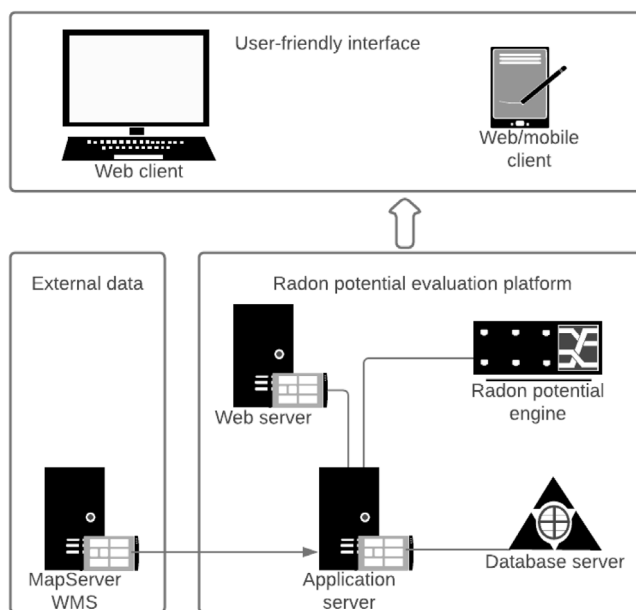 User-friendly interface
Web client
Web/mobile
client
External data
Radon potential evaluation platform
Web server
Radon potential
engine
MapServer
WMS
Application
server
Database server